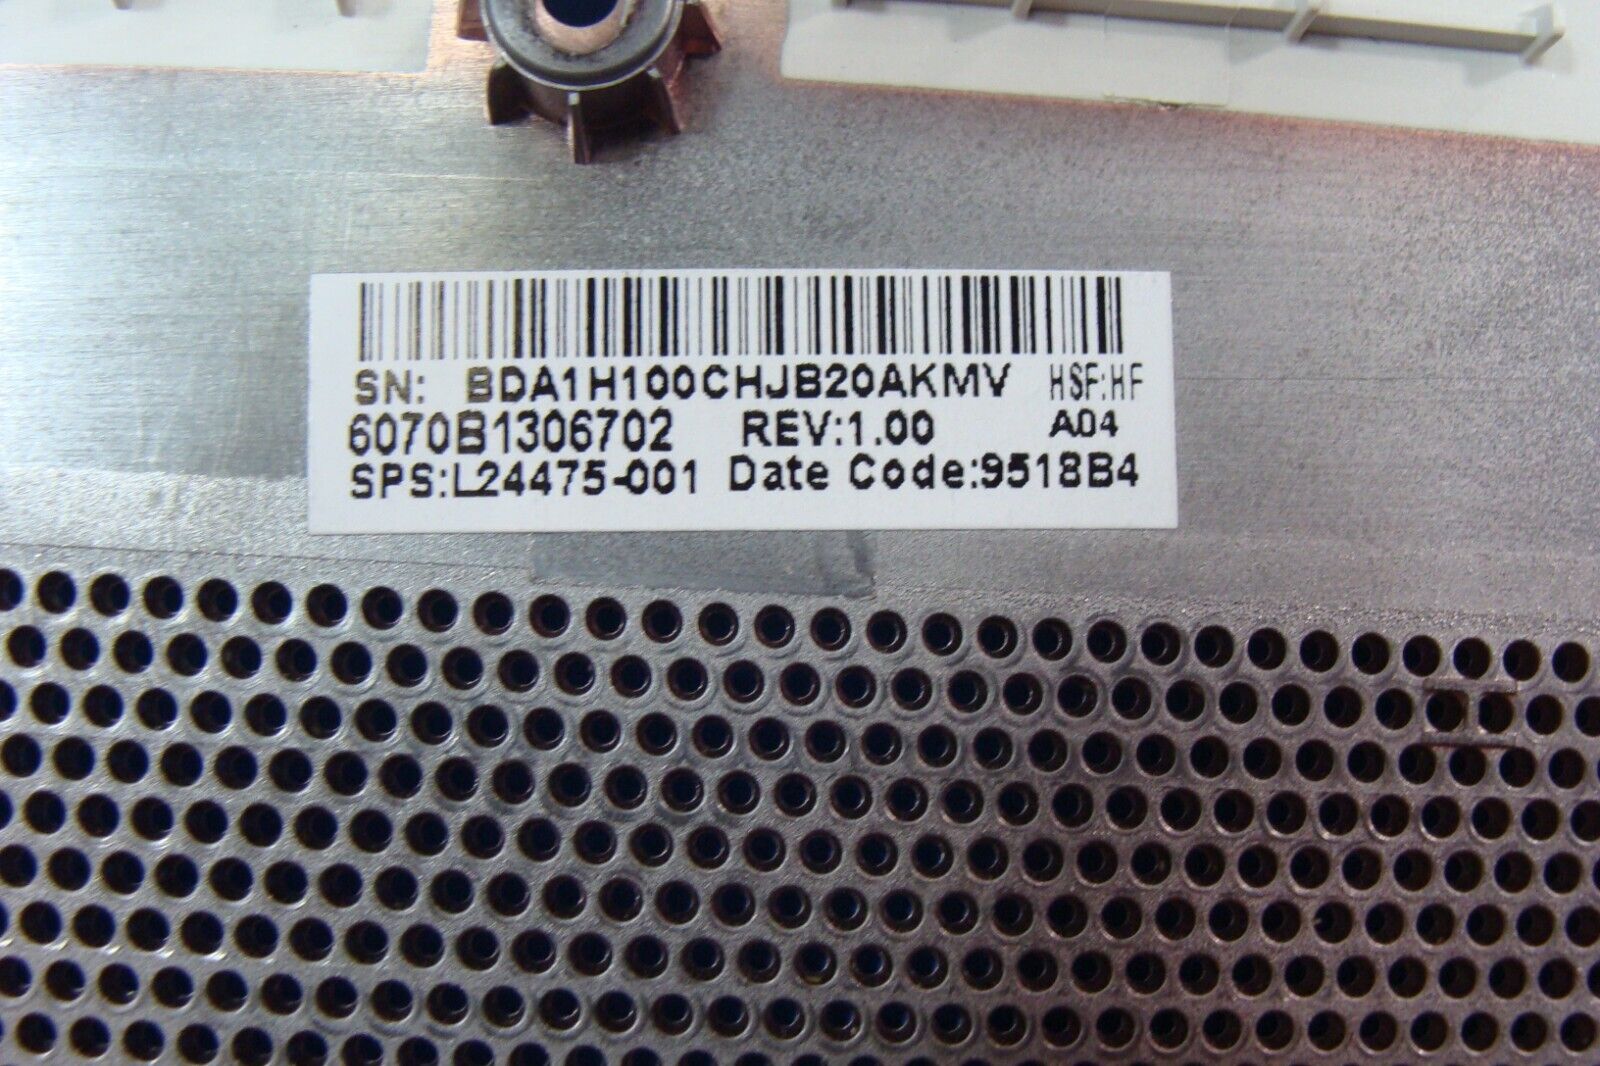 SN: BDA1H100CHJB20AKMV HSF:HF
6070B1306702 REV:1.00 A04
SPS:L24475-001 Date Code:9518B4